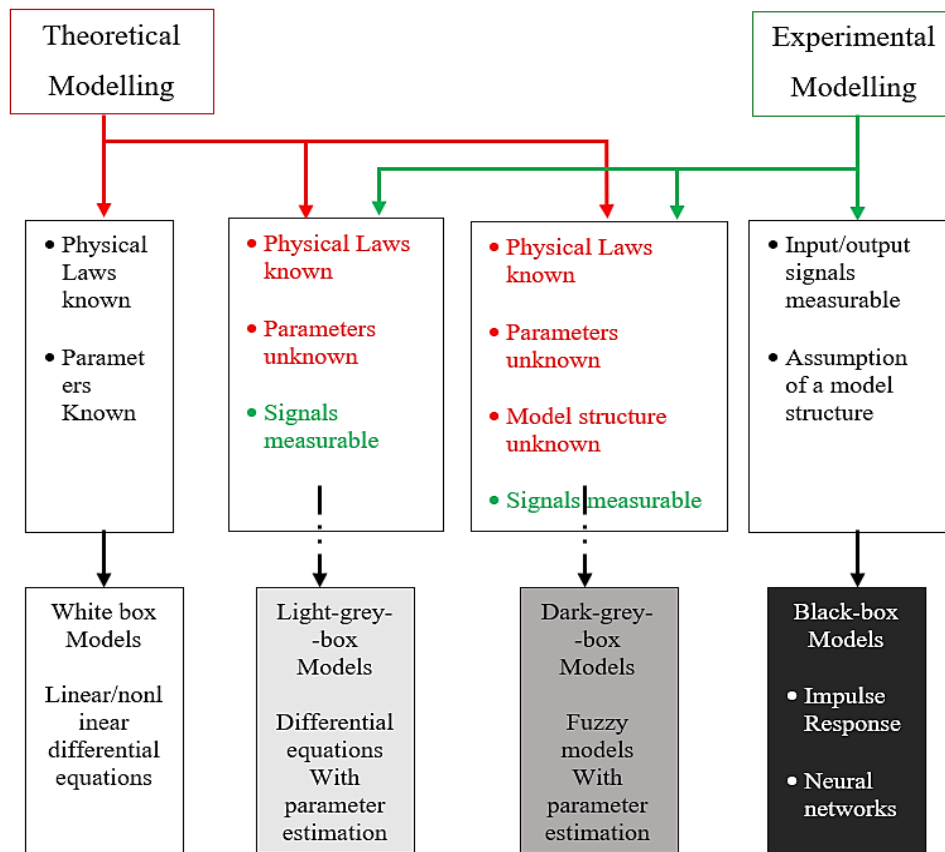 Theoretical
Modelling
Experimental
Modelling
• Physical
Laws
known
• Paramet
ers
Known
• Physical Laws
known
• Parameters
unknown
• Signals
measurable
• Physical Laws
known
• Parameters
unknown
• Model structure
unknown
• Signals measurable
• Input/output
signals
measurable
• Assumption
of a model
structure
White box
Models
Linear/nonl
inear
differential
equations
Light-grey-
-box
Models
Differential
equations
With
parameter
estimation
Dark-grey-
-box
Models
Fuzzy
models
With
parameter
estimation
Black-box
Models
• Impulse
Response
• Neural
networks